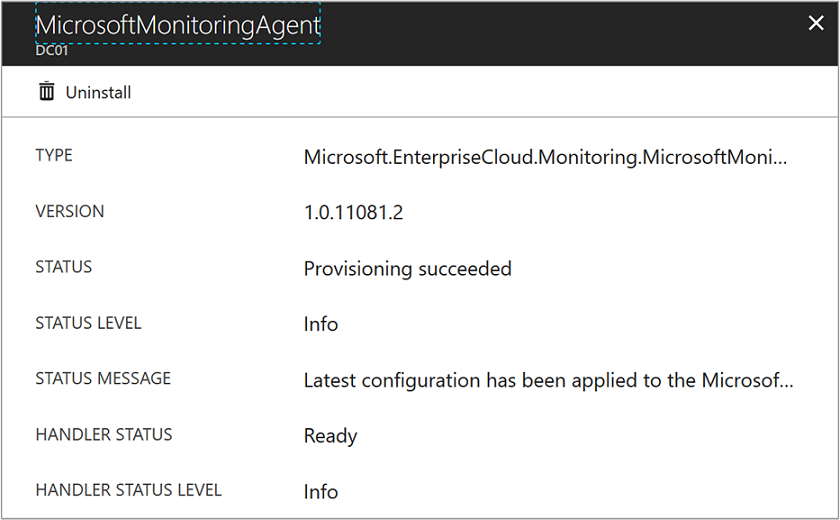 MicrosoftMonitoringAgent
DC01
Uninstall
TYPE Microsoft.EnterpriseCloud.Monitoring.MicrosoftMoni...
VERSION 1.0.11081.2
STATUS Provisioning succeeded
STATUS LEVEL Info
STATUS MESSAGE Latest configuration has been applied to the Microsof...
HANDLER STATUS Ready
HANDLER STATUS LEVEL Info